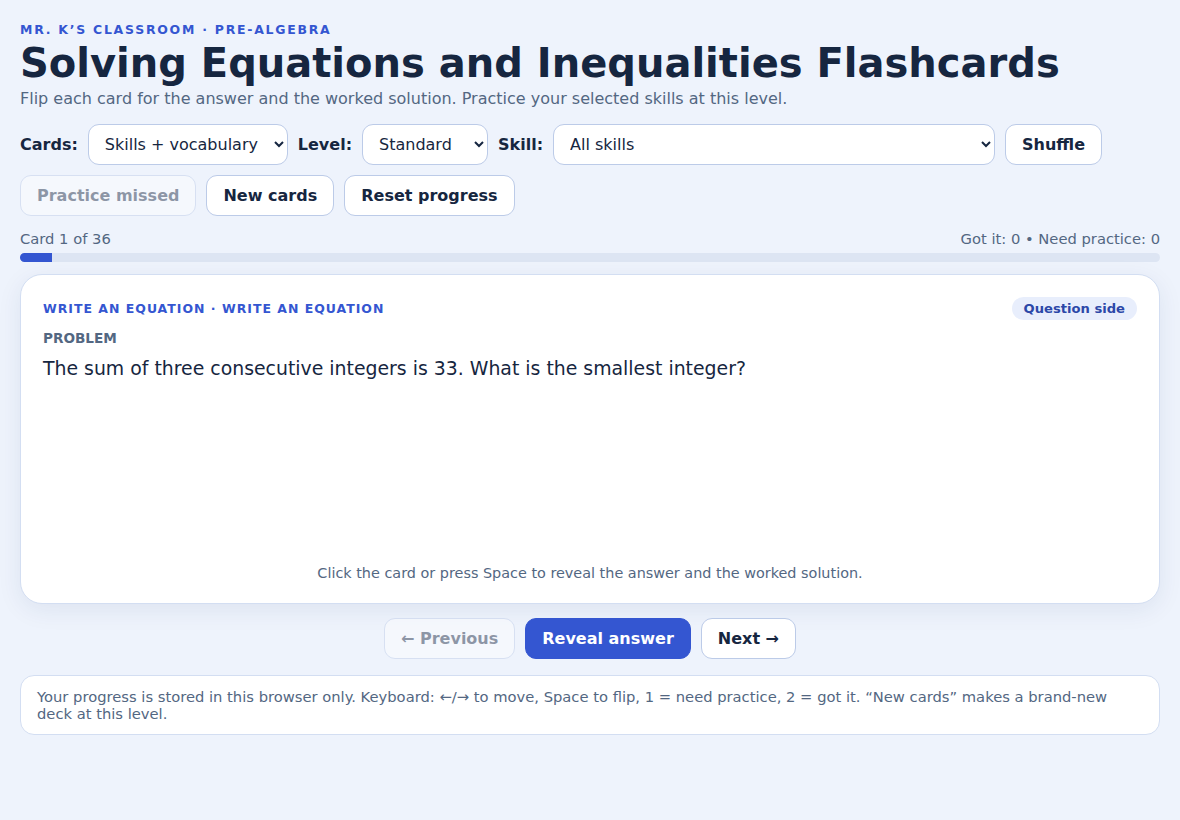 MR. K’S CLASSROOM · PRE-ALGEBRA
Solving Equations and Inequalities Flashcards
Flip each card for the answer and the worked solution. Practice your selected skills at this level.
Cards: Skills + vocabulary Level: Standard Skill: All skills Shuffle
Practice missed New cards Reset progress
Card 1 of 36 Got it: 0 • Need practice: 0
WRITE AN EQUATION · WRITE AN EQUATION Question side
PROBLEM
The sum of three consecutive integers is 33. What is the smallest integer?
Click the card or press Space to reveal the answer and the worked solution.
← Previous Reveal answer Next →
Your progress is stored in this browser only. Keyboard: ←/→ to move, Space to flip, 1 = need practice, 2 = got it. “New cards” makes a brand-new
deck at this level.